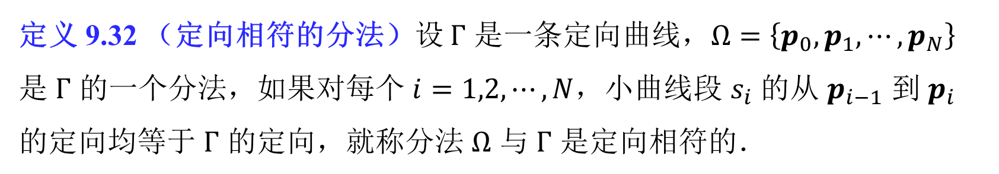 定义 9.32 （定向相符的分法）设 Γ 是一条定向曲线，Ω = {𝒑₀, 𝒑₁, ⋯ , 𝒑_N}
是 Γ 的一个分法，如果对每个 i = 1,2, ⋯ , N，小曲线段 sᵢ 的从 𝒑ᵢ₋₁ 到 𝒑ᵢ
的定向均等于 Γ 的定向，就称分法 Ω 与 Γ 是定向相符的．